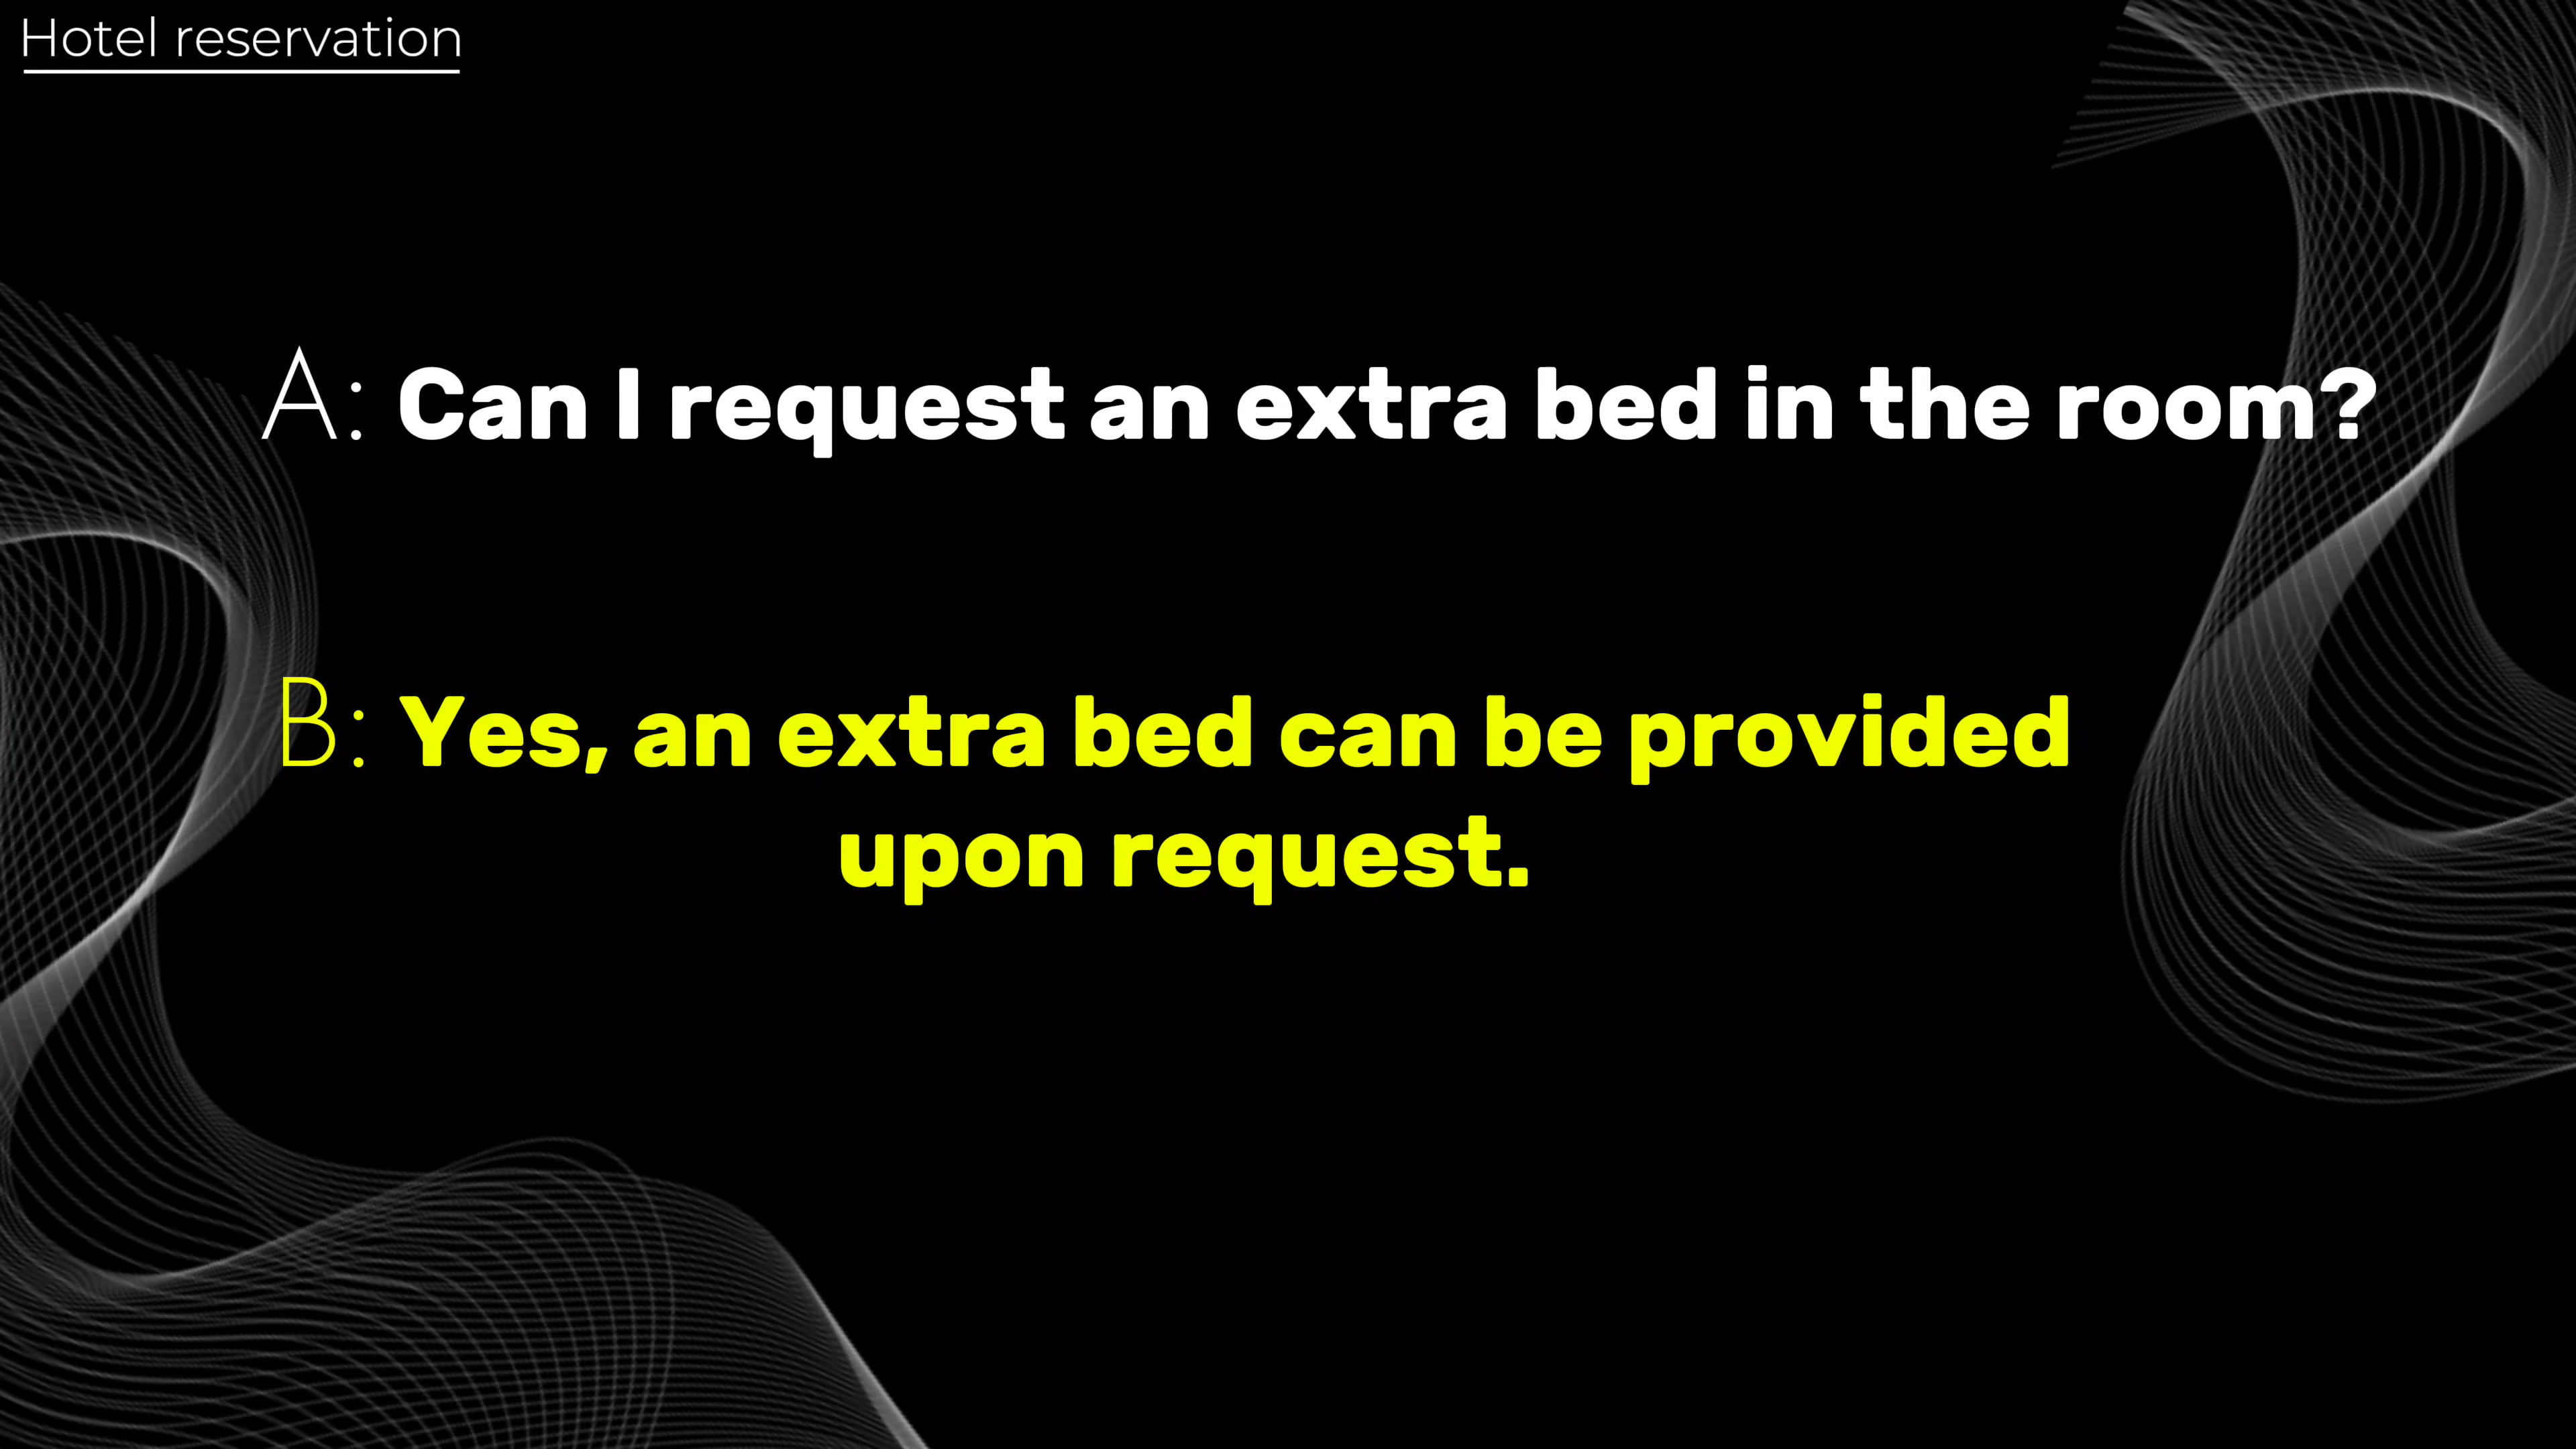 Hotel reservation
A: Can I request an extra bed in the room?
B: Yes, an extra bed can be provided
upon request.